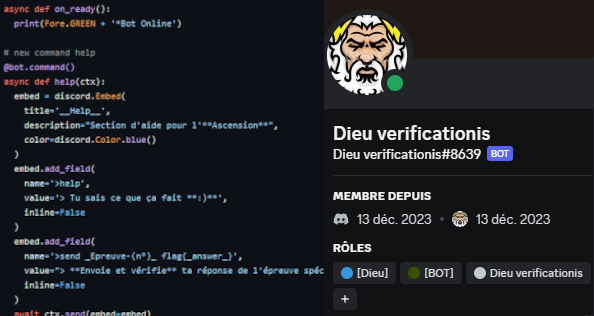 async def on_ready():
print(Fore.GREEN + '*Bot Online')
# new command help
@bot.command()
async def help(ctx):
embed = discord.Embed(
title='__Help__',
description="Section d'aide pour l'**Ascension**",
color=discord.Color.blue()
)
embed.add_field(
name='>help',
value='> Tu sais ce que ça fait **:)**',
inline=False
)
embed.add_field(
name='>send _Epreuve-(n°)_ flag{_answer_}',
value="> **Envoie et vérifie** ta réponse de l'épreuve spéc
inline=False
)
await ctx.send(embed=embed)
Dieu verificationis
Dieu verificationis#8639 BOT
MEMBRE DEPUIS
13 déc. 2023 • 13 déc. 2023
RÔLES
[Dieu] [BOT] Dieu verificationis
+